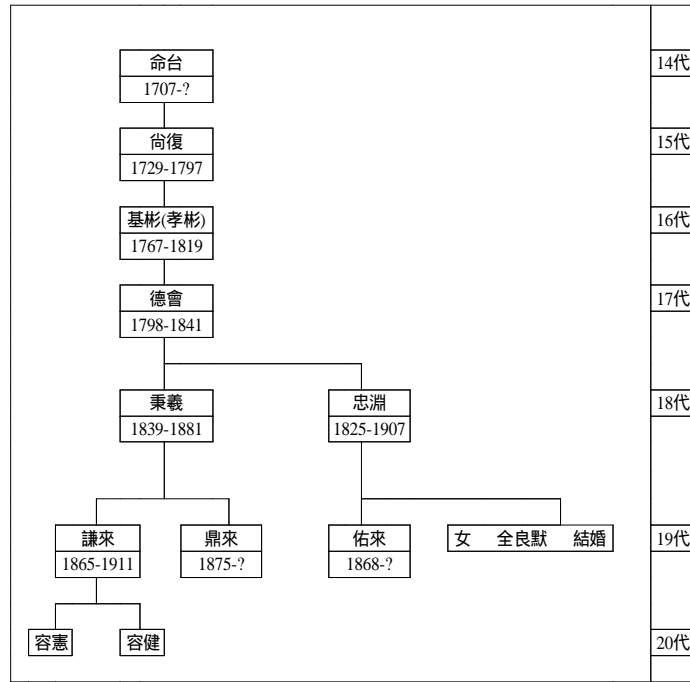 命台
14代
1707-?
尙復
15代
1729-1797
基彬(孝彬)
16代
1767-1819
德會
17代
1798-1841
秉羲 忠淵
18代
1839-1881 1825-1907
謙來 鼎來 佑來 女 全良默 結婚
19代
1865-1911 1875-? 1868-?
容憲 容健
20代